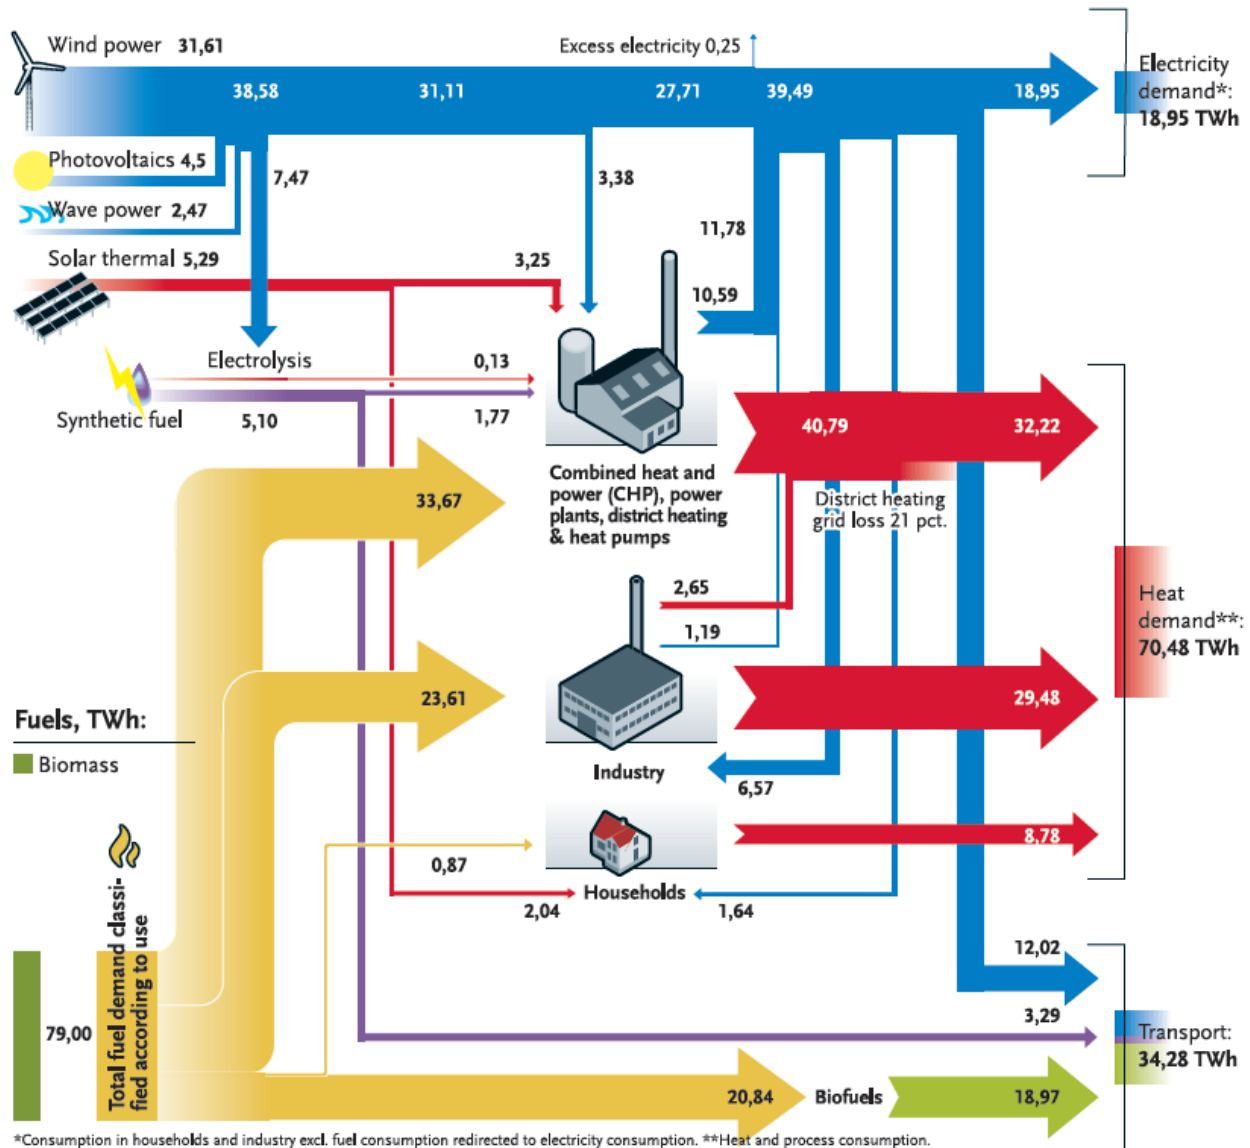 Wind power 31,61
Excess electricity 0,25
38,58
31,11
27,71
39,49
18,95
Electricity
demand*:
18,95 TWh
Photovoltaics 4,5
7,47
3,38
Wave power 2,47
11,78
Solar thermal 5,29
3,25
10,59
Electrolysis
0,13
Synthetic fuel
5,10
1,77
40,79
32,22
33,67
Combined heat and
power (CHP), power
plants, district heating
& heat pumps
District heating
grid loss 21 pct.
2,65
1,19
Heat
demand**:
70,48 TWh
23,61
29,48
Fuels, TWh:
Biomass
Industry
6,57
8,78
0,87
Households
2,04
1,64
Total fuel demand classi-
fied according to use
79,00
12,02
3,29
Transport:
34,28 TWh
20,84
Biofuels
18,97
*Consumption in households and industry excl. fuel consumption redirected to electricity consumption. **Heat and process consumption.